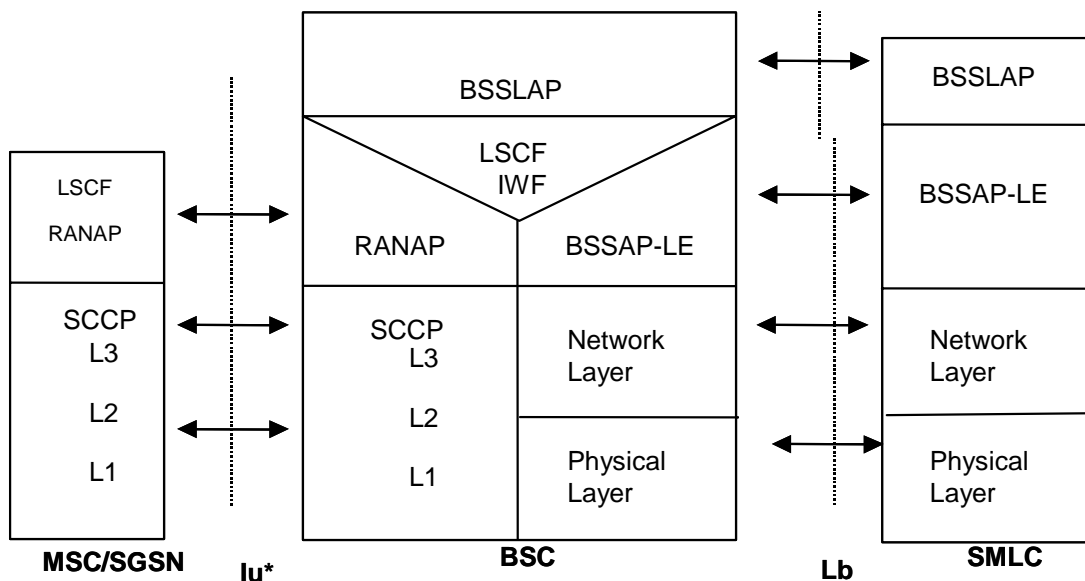 LSCF
RANAP
SCCP
L3
L2
L1
MSC/SGSN
Iu*
BSSLAP
LSCF
IWF
RANAP
BSSAP-LE
SCCP
L3
L2
L1
Network
Layer
Physical
Layer
BSC
Lb
BSSLAP
BSSAP-LE
Network
Layer
Physical
Layer
SMLC